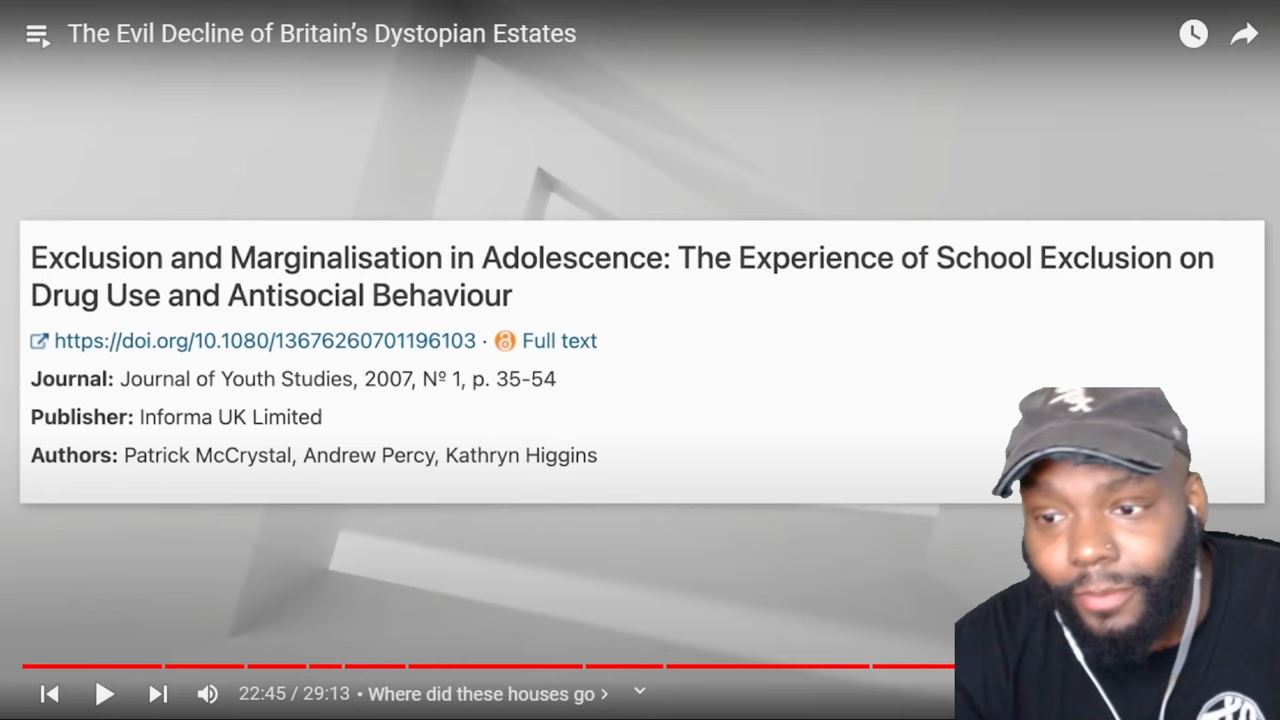 The Evil Decline of Britain’s Dystopian Estates
Exclusion and Marginalisation in Adolescence: The Experience of School Exclusion on
Drug Use and Antisocial Behaviour
https://doi.org/10.1080/13676260701196103 · Full text
Journal: Journal of Youth Studies, 2007, Nº 1, p. 35-54
Publisher: Informa UK Limited
Authors: Patrick McCrystal, Andrew Percy, Kathryn Higgins
22:45 / 29:13 • Where did these houses go ›